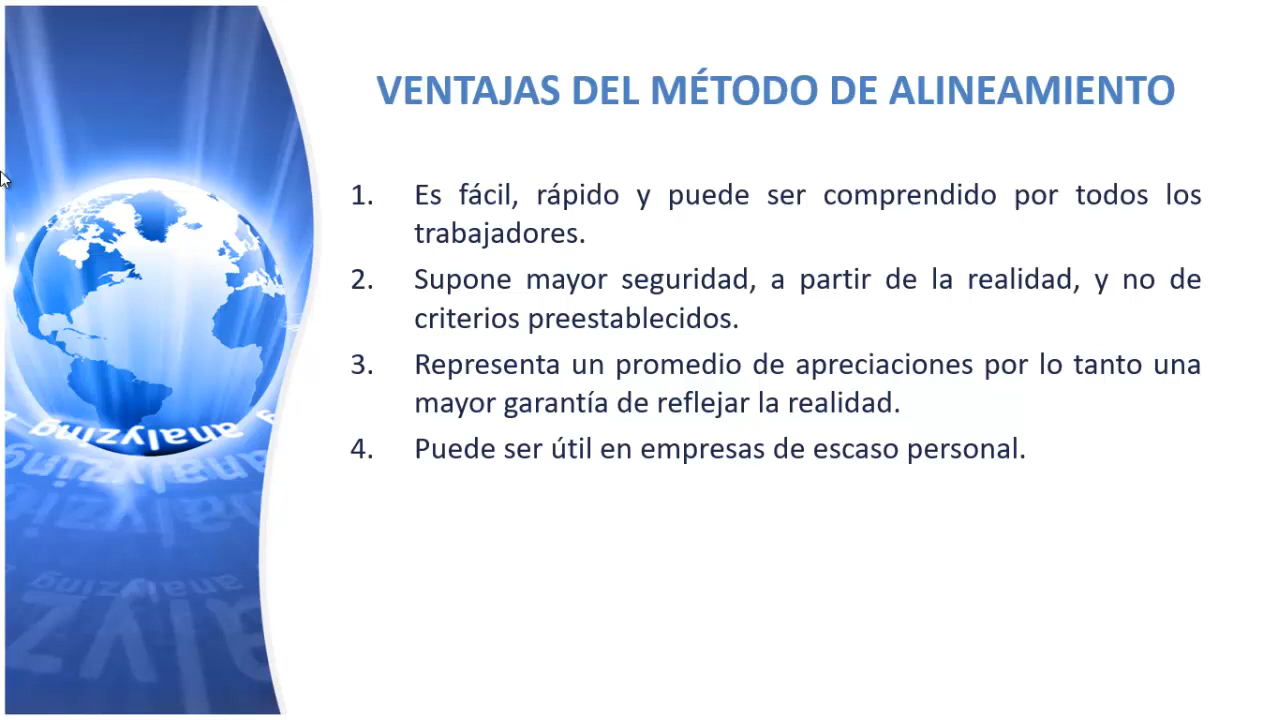 VENTAJAS DEL MÉTODO DE ALINEAMIENTO
1. Es fácil, rápido y puede ser comprendido por todos los
trabajadores.
2. Supone mayor seguridad, a partir de la realidad, y no de
criterios preestablecidos.
3. Representa un promedio de apreciaciones por lo tanto una
mayor garantía de reflejar la realidad.
4. Puede ser útil en empresas de escaso personal.
analyzing
analyzing